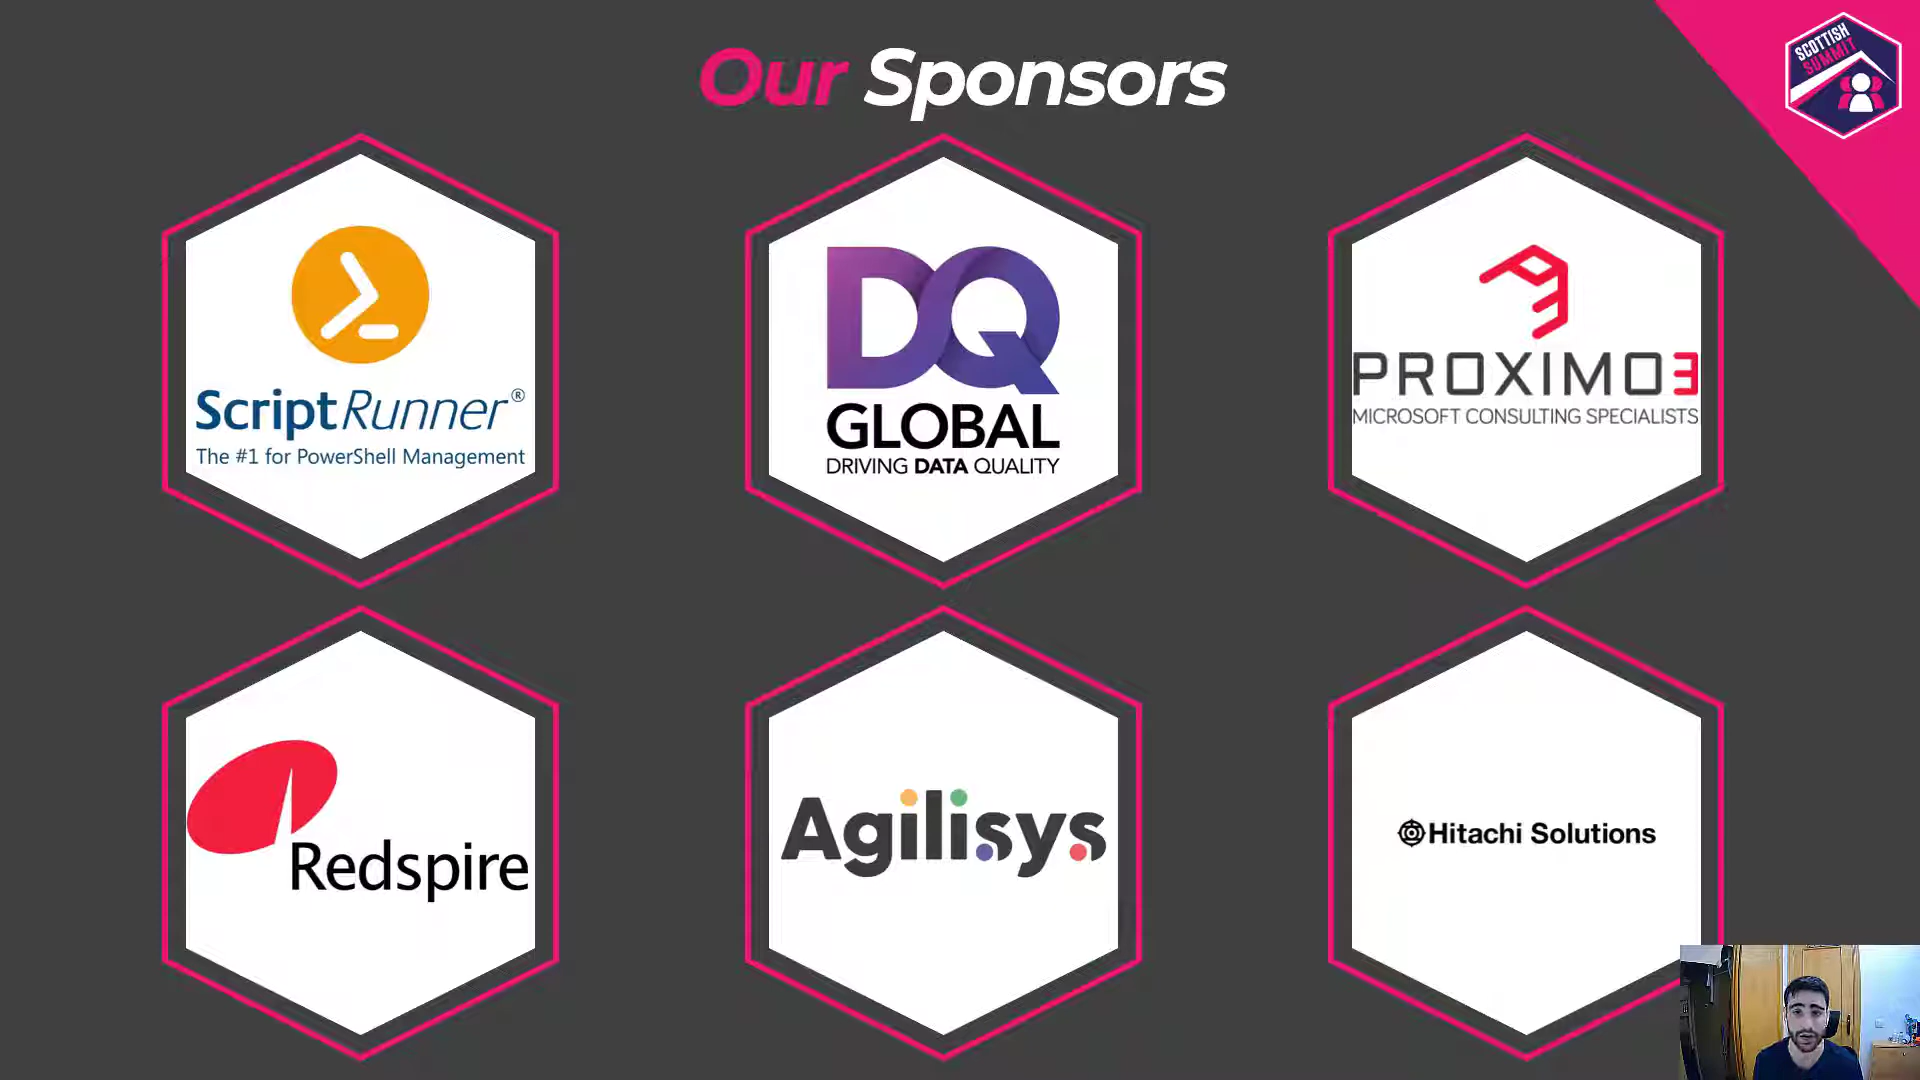 Our Sponsors
SCOTTISH
SUMMIT
ScriptRunner®
The #1 for PowerShell Management
DQ
GLOBAL
DRIVING DATA QUALITY
PROXIMO3
MICROSOFT CONSULTING SPECIALISTS
Redspire
Agilisys
Hitachi Solutions